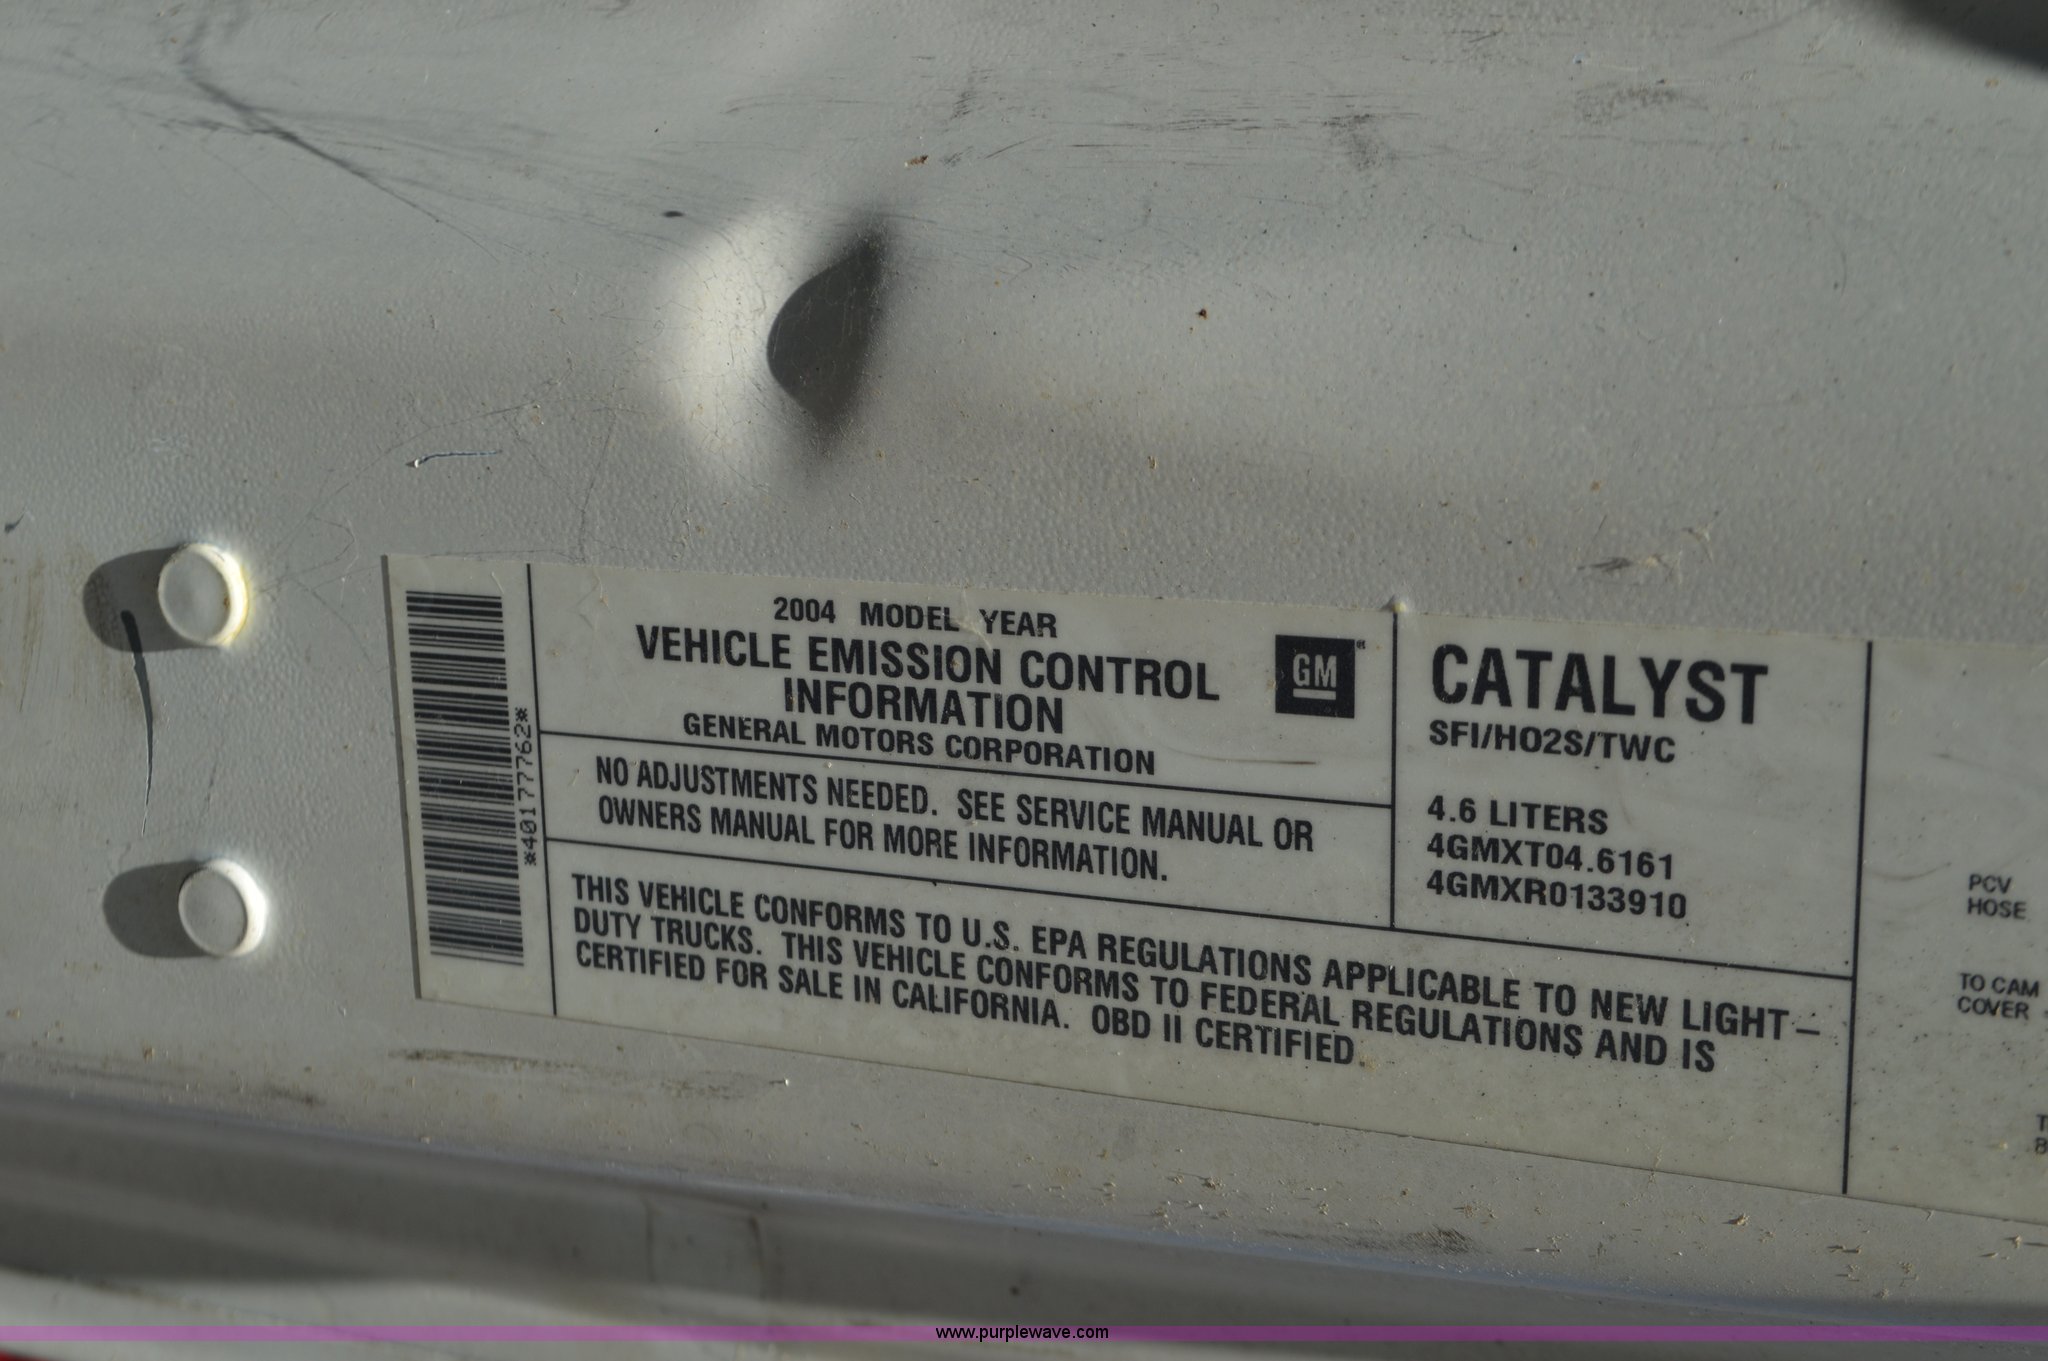 2004 MODEL YEAR
VEHICLE EMISSION CONTROL
INFORMATION
GENERAL MOTORS CORPORATION
GM
*401777762*
NO ADJUSTMENTS NEEDED. SEE SERVICE MANUAL OR
OWNERS MANUAL FOR MORE INFORMATION.
THIS VEHICLE CONFORMS TO U.S. EPA REGULATIONS APPLICABLE TO NEW LIGHT–
DUTY TRUCKS. THIS VEHICLE CONFORMS TO FEDERAL REGULATIONS AND IS
CERTIFIED FOR SALE IN CALIFORNIA. OBD II CERTIFIED.
CATALYST
SFI/HO2S/TWC
4.6 LITERS
4GMXT04.6161
4GMXR0133910
PCV
HOSE
TO CAM
COVER
www.purplewave.com